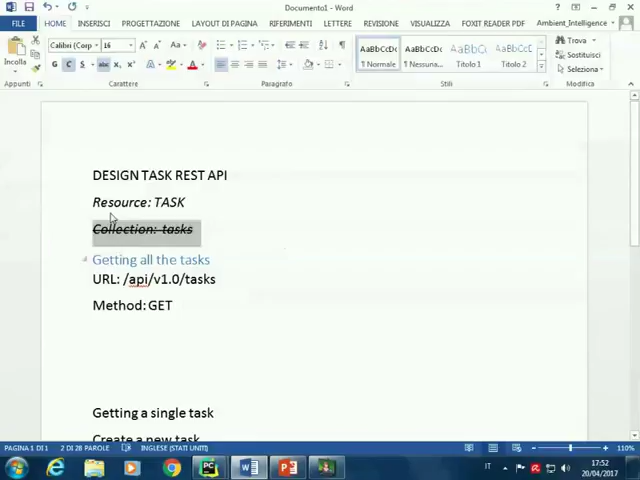 Documento1 - Word
FILE HOME INSERISCI PROGETTAZIONE LAYOUT DI PAGINA RIFERIMENTI LETTERE REVISIONE VISUALIZZA FOXIT READER PDF Ambient_Intelligence
Incolla
Calibri (Corp 16 A A Aa
G C S abc x₂ x² A A
AaBbCcDc AaBbCcDc AaBbCc AaBbCcD
¶ Normale ¶ Nessuna... Titolo 1 Titolo 2
Trova
Sostituisci
Seleziona
Appunti Carattere Paragrafo Stili Modifica
DESIGN TASK REST API
Resource: TASK
Collection: tasks
Getting all the tasks
URL: /api/v1.0/tasks
Method: GET
Getting a single task
Create a new task
PAGINA 1 DI 1 2 DI 28 PAROLE INGLESE (STATI UNITI) 110%
IT 17:52
20/04/2017